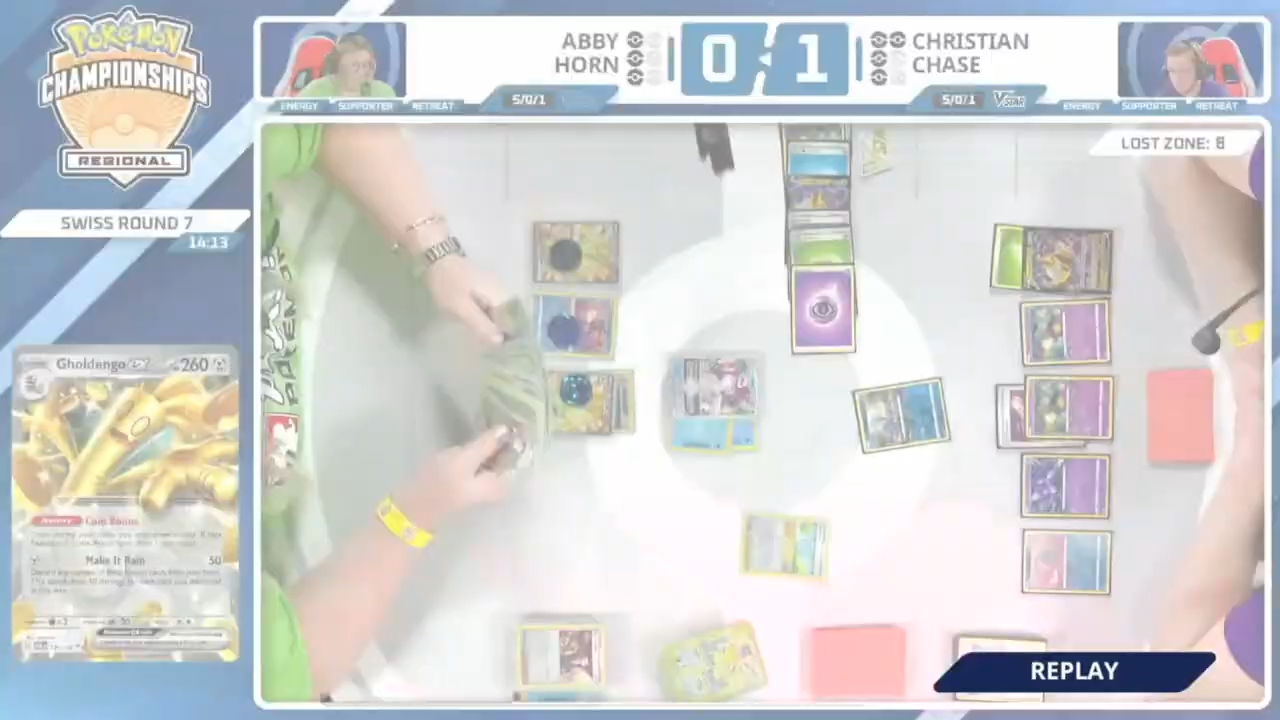 POKÉMON
CHAMPIONSHIPS
REGIONAL
SWISS ROUND 7
14:13
ABBY
HORN
0
1
CHRISTIAN
CHASE
ENERGY
SUPPORTER
RETREAT
5/0/1
5/0/1
VSTAR
ENERGY
SUPPORTER
RETREAT
LOST ZONE: 8
Gholdengo ex
260
Coin Bonus
Make It Rain 50
REPLAY